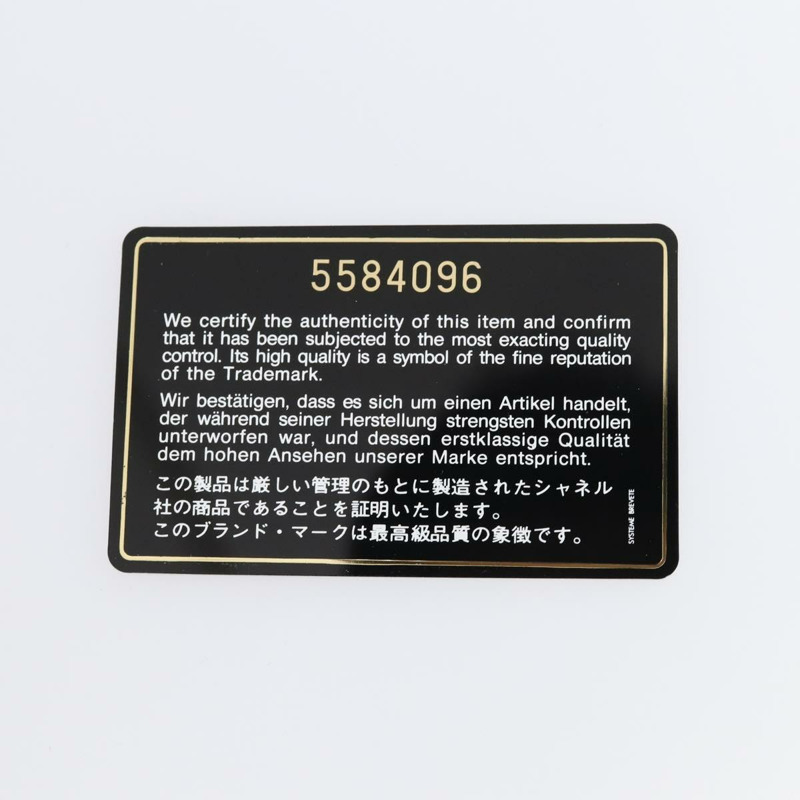 5584096
We certify the authenticity of this item and confirm
that it has been subjected to the most exacting quality
control. Its high quality is a symbol of the fine reputation
of the Trademark.
Wir bestätigen, dass es sich um einen Artikel handelt,
der während seiner Herstellung strengsten Kontrollen
unterworfen war, und dessen erstklassige Qualität
dem hohen Ansehen unserer Marke entspricht.
この製品は厳しい管理のもとに製造されたシャネル
社の商品であることを証明いたします。
このブランド・マークは最高級品質の象徴です。
SYSTEME BREVETE